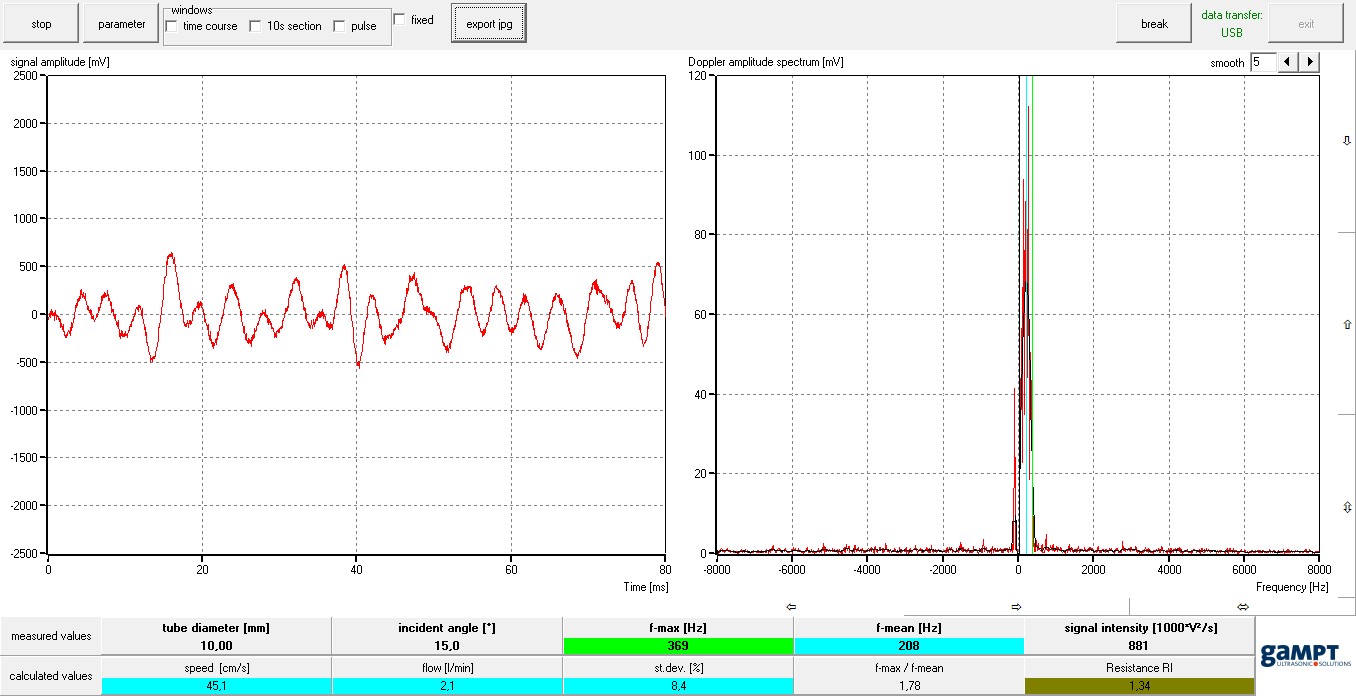 stop
parameter
windows
time course
10s section
pulse
fixed
export jpg
break
data transfer:
USB
exit
signal amplitude [mV]
2500
2000
1500
1000
500
0
-500
-1000
-1500
-2000
-2500
0
20
40
60
80
Time [ms]
Doppler amplitude spectrum [mV]
smooth 5
120
100
80
60
40
20
0
-8000
-6000
-4000
-2000
0
2000
4000
6000
8000
Frequency [Hz]
measured values
tube diameter [mm]
10,00
incident angle [°]
15,0
f-max [Hz]
369
f-mean [Hz]
208
signal intensity [1000*V²/s]
881
calculated values
speed [cm/s]
45,1
flow [l/min]
2,1
st.dev. [%]
8,4
f-max / f-mean
1,78
Resistance RI
1,34
GAMPT
ULTRASONIC SOLUTIONS